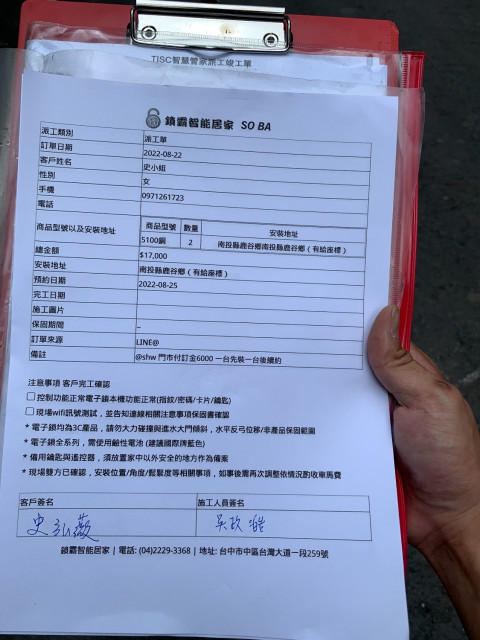 TISC智慧管家派工竣工單
鎖霸智能居家 SO BA
派工類別 派工單
訂單日期 2022-08-22
客戶姓名 史小姐
性別 女
手機 0971261723
電話
商品型號以及安裝地址 商品型號 數量 安裝地址
5100銅 2 南投縣鹿谷鄉南投縣鹿谷鄉（有給座標）
總金額 $17,000
安裝地址 南投縣鹿谷鄉（有給座標）
預約日期 2022-08-25
完工日期
施工圖片
保固期間 –
訂單來源 LINE@
備註 @shw 門市付訂金6000 一台先裝一台後續約
注意事項 客戶完工確認
控制功能正常電子鎖本機功能正常(指紋/密碼/卡片/鑰匙)
現場wifi訊號測試，並告知連線相關注意事項保固書確認
* 電子鎖均為3C產品，請勿大力碰撞與進水大門傾斜，水平反弓位移/非產品保固範圍
* 電子鎖全系列，需使用鹼性電池 (建議國際牌藍色)
* 備用鑰匙與遙控器，須放置家中以外安全的地方作為備案
* 現場雙方已確認，安裝位置/角度/鬆緊度等相關事項，如事後需再次調整依情況酌收車馬費
客戶簽名 施工人員簽名
史
鎖霸智能居家 | 電話: (04)2229-3368 | 地址: 台中市中區台灣大道一段259號